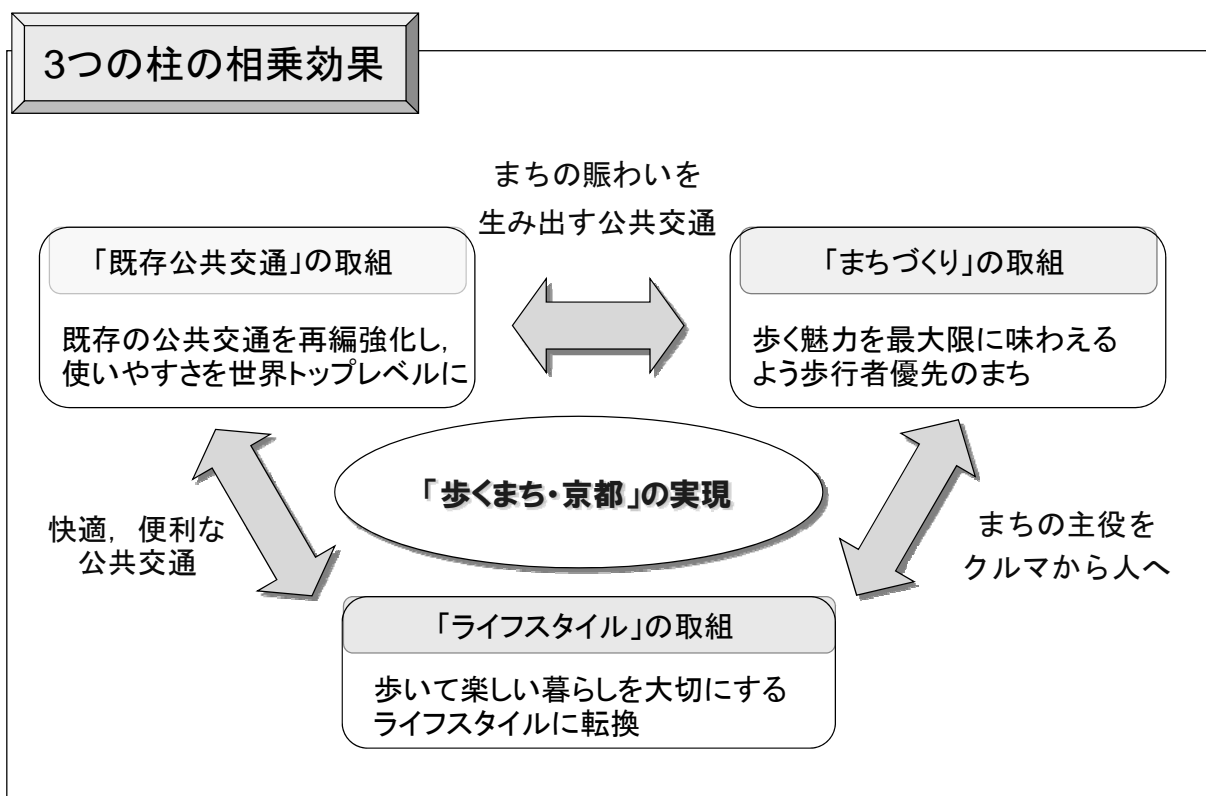 3つの柱の相乗効果
まちの賑わいを
生み出す公共交通
「既存公共交通」の取組
既存の公共交通を再編強化し，
使いやすさを世界トップレベルに
「まちづくり」の取組
歩く魅力を最大限に味わえる
よう歩行者優先のまち
「歩くまち・京都」の実現
快適，便利な
公共交通
まちの主役を
クルマから人へ
「ライフスタイル」の取組
歩いて楽しい暮らしを大切にする
ライフスタイルに転換